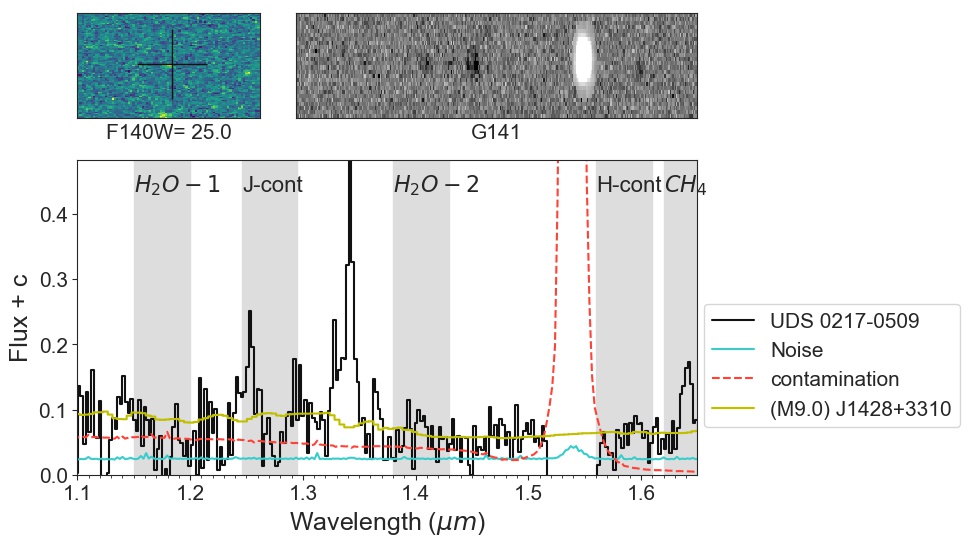 F140W= 25.0
G141
H₂O − 1
J-cont
H₂O − 2
H-cont
CH₄
0.4
0.3
0.2
0.1
0.0
Flux + c
1.1
1.2
1.3
1.4
1.5
1.6
Wavelength (μm)
UDS 0217-0509
Noise
contamination
(M9.0) J1428+3310